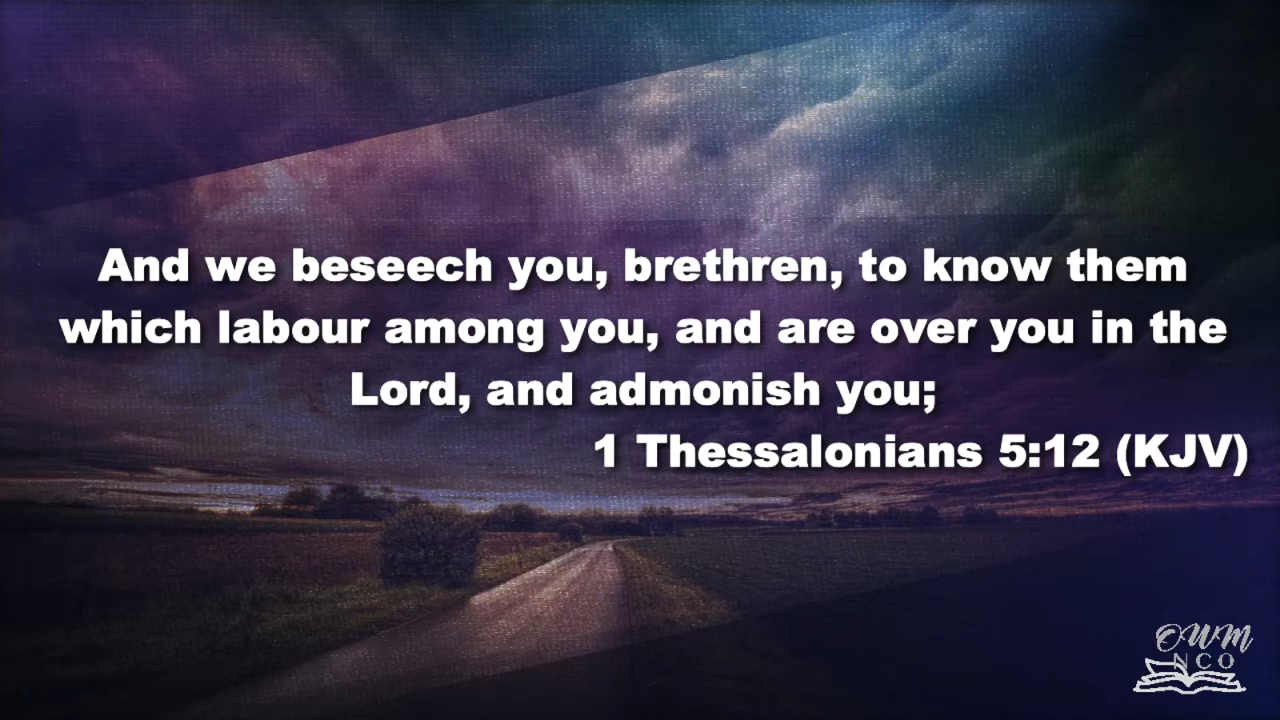 And we beseech you, brethren, to know them
which labour among you, and are over you in the
Lord, and admonish you;
1 Thessalonians 5:12 (KJV)
OWM
NCO